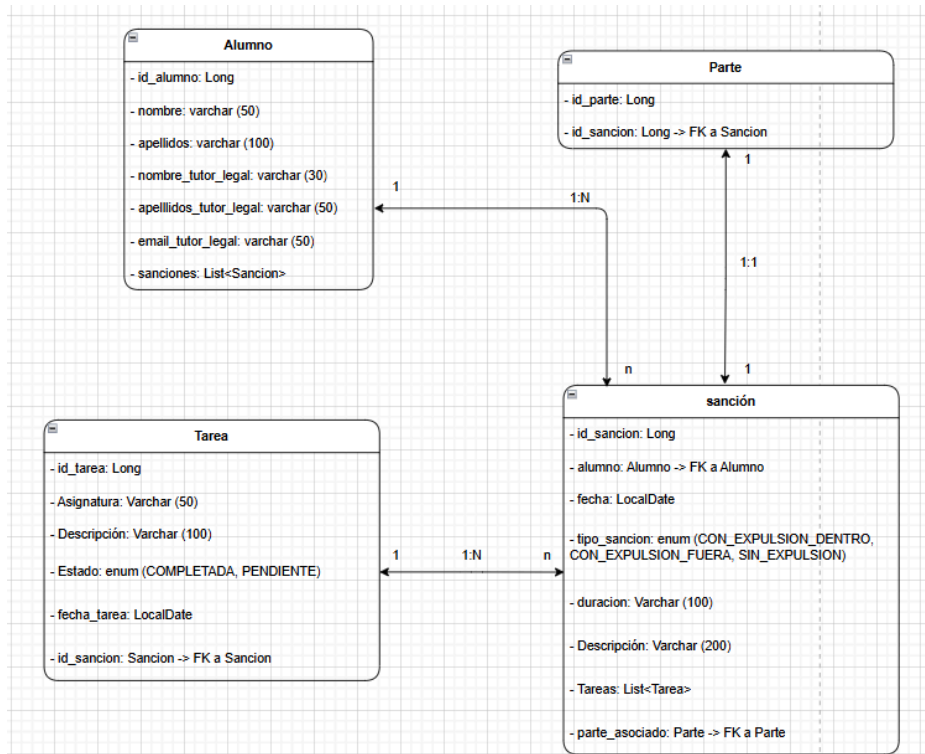 Alumno
- id_alumno: Long
- nombre: varchar (50)
- apellidos: varchar (100)
- nombre_tutor_legal: varchar (30)
- apelllidos_tutor_legal: varchar (50)
- email_tutor_legal: varchar (50)
- sanciones: List<Sancion>
Parte
- id_parte: Long
- id_sancion: Long -> FK a Sancion
1
1:N
n
1
1:1
1
Tarea
- id_tarea: Long
- Asignatura: Varchar (50)
- Descripción: Varchar (100)
- Estado: enum (COMPLETADA, PENDIENTE)
- fecha_tarea: LocalDate
- id_sancion: Sancion -> FK a Sancion
1
1:N
n
sanción
- id_sancion: Long
- alumno: Alumno -> FK a Alumno
- fecha: LocalDate
- tipo_sancion: enum (CON_EXPULSION_DENTRO,
CON_EXPULSION_FUERA, SIN_EXPULSION)
- duracion: Varchar (100)
- Descripción: Varchar (200)
- Tareas: List<Tarea>
- parte_asociado: Parte -> FK a Parte